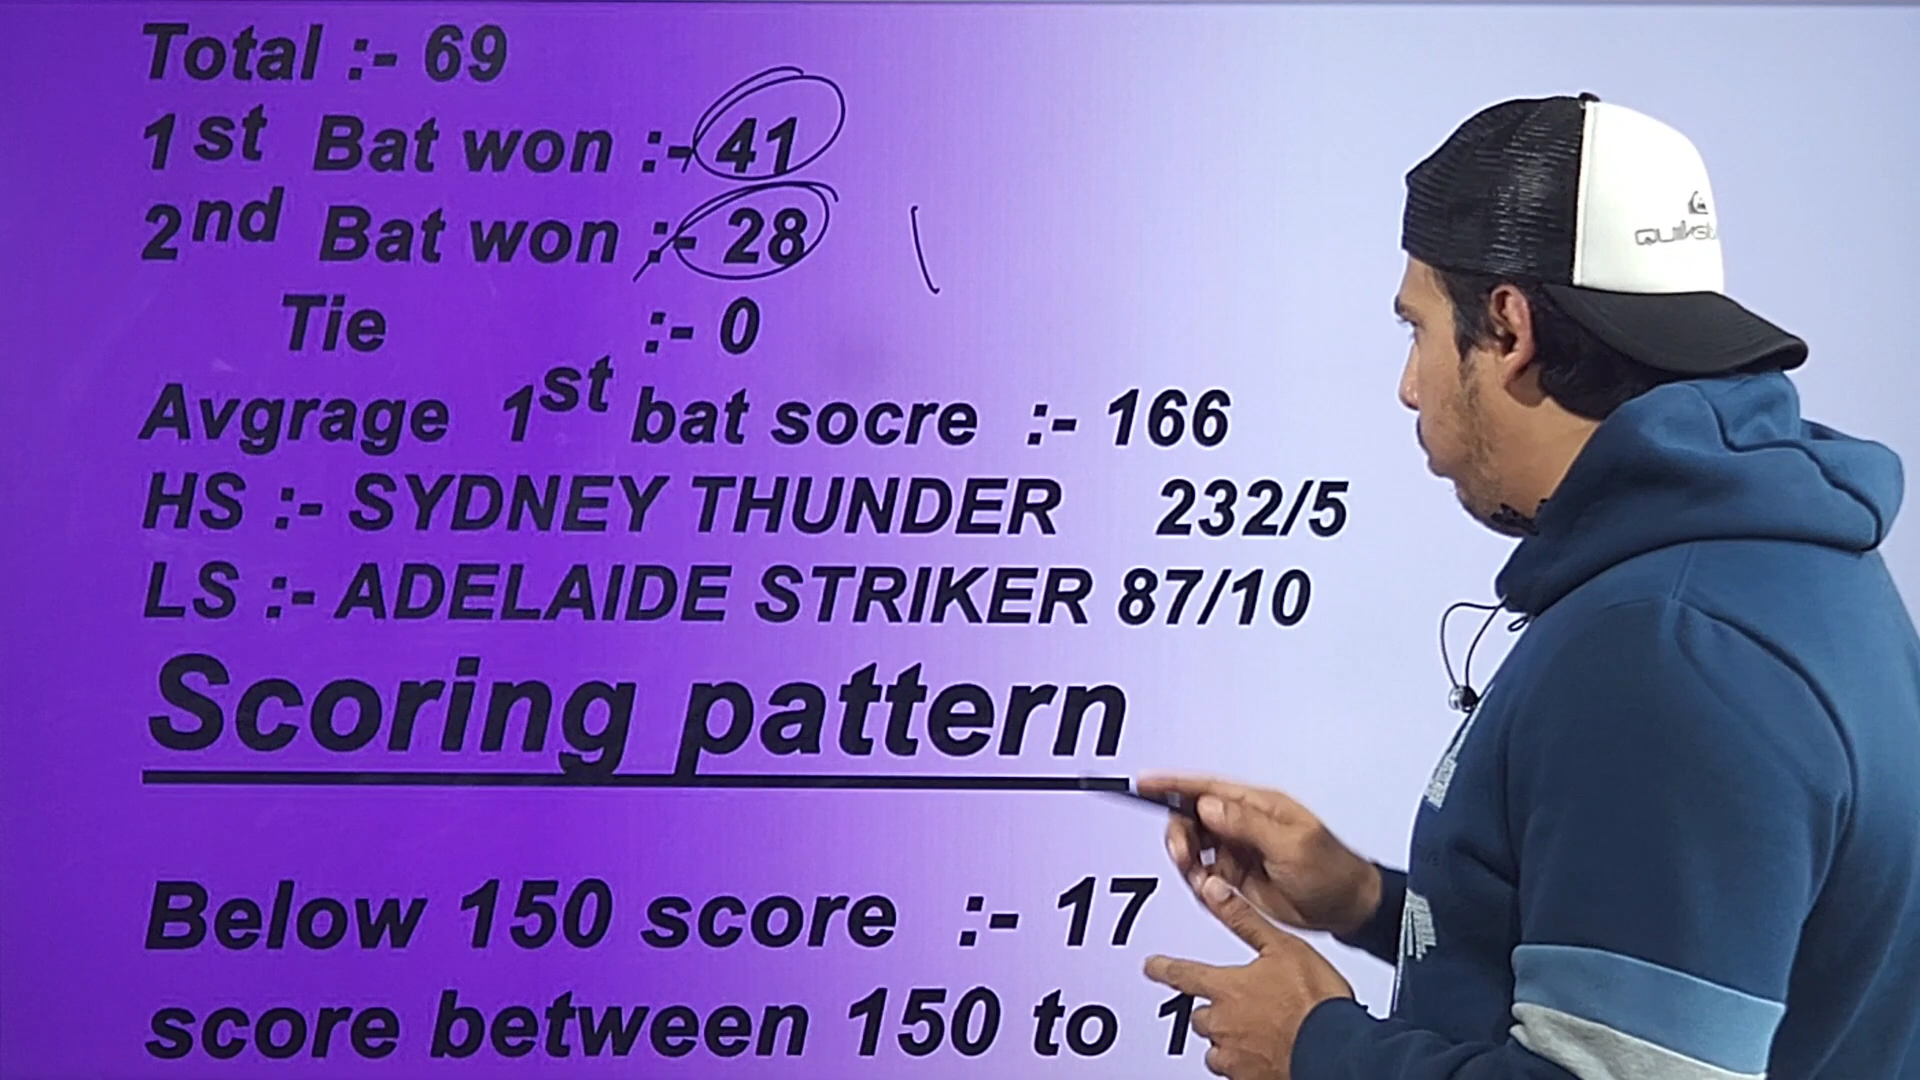 Total :- 69
1st Bat won :- 41
2nd Bat won :- 28
Tie :- 0
Avgrage 1st bat socre :- 166
HS :- SYDNEY THUNDER 232/5
LS :- ADELAIDE STRIKER 87/10
Scoring pattern
Below 150 score :- 17
score between 150 to